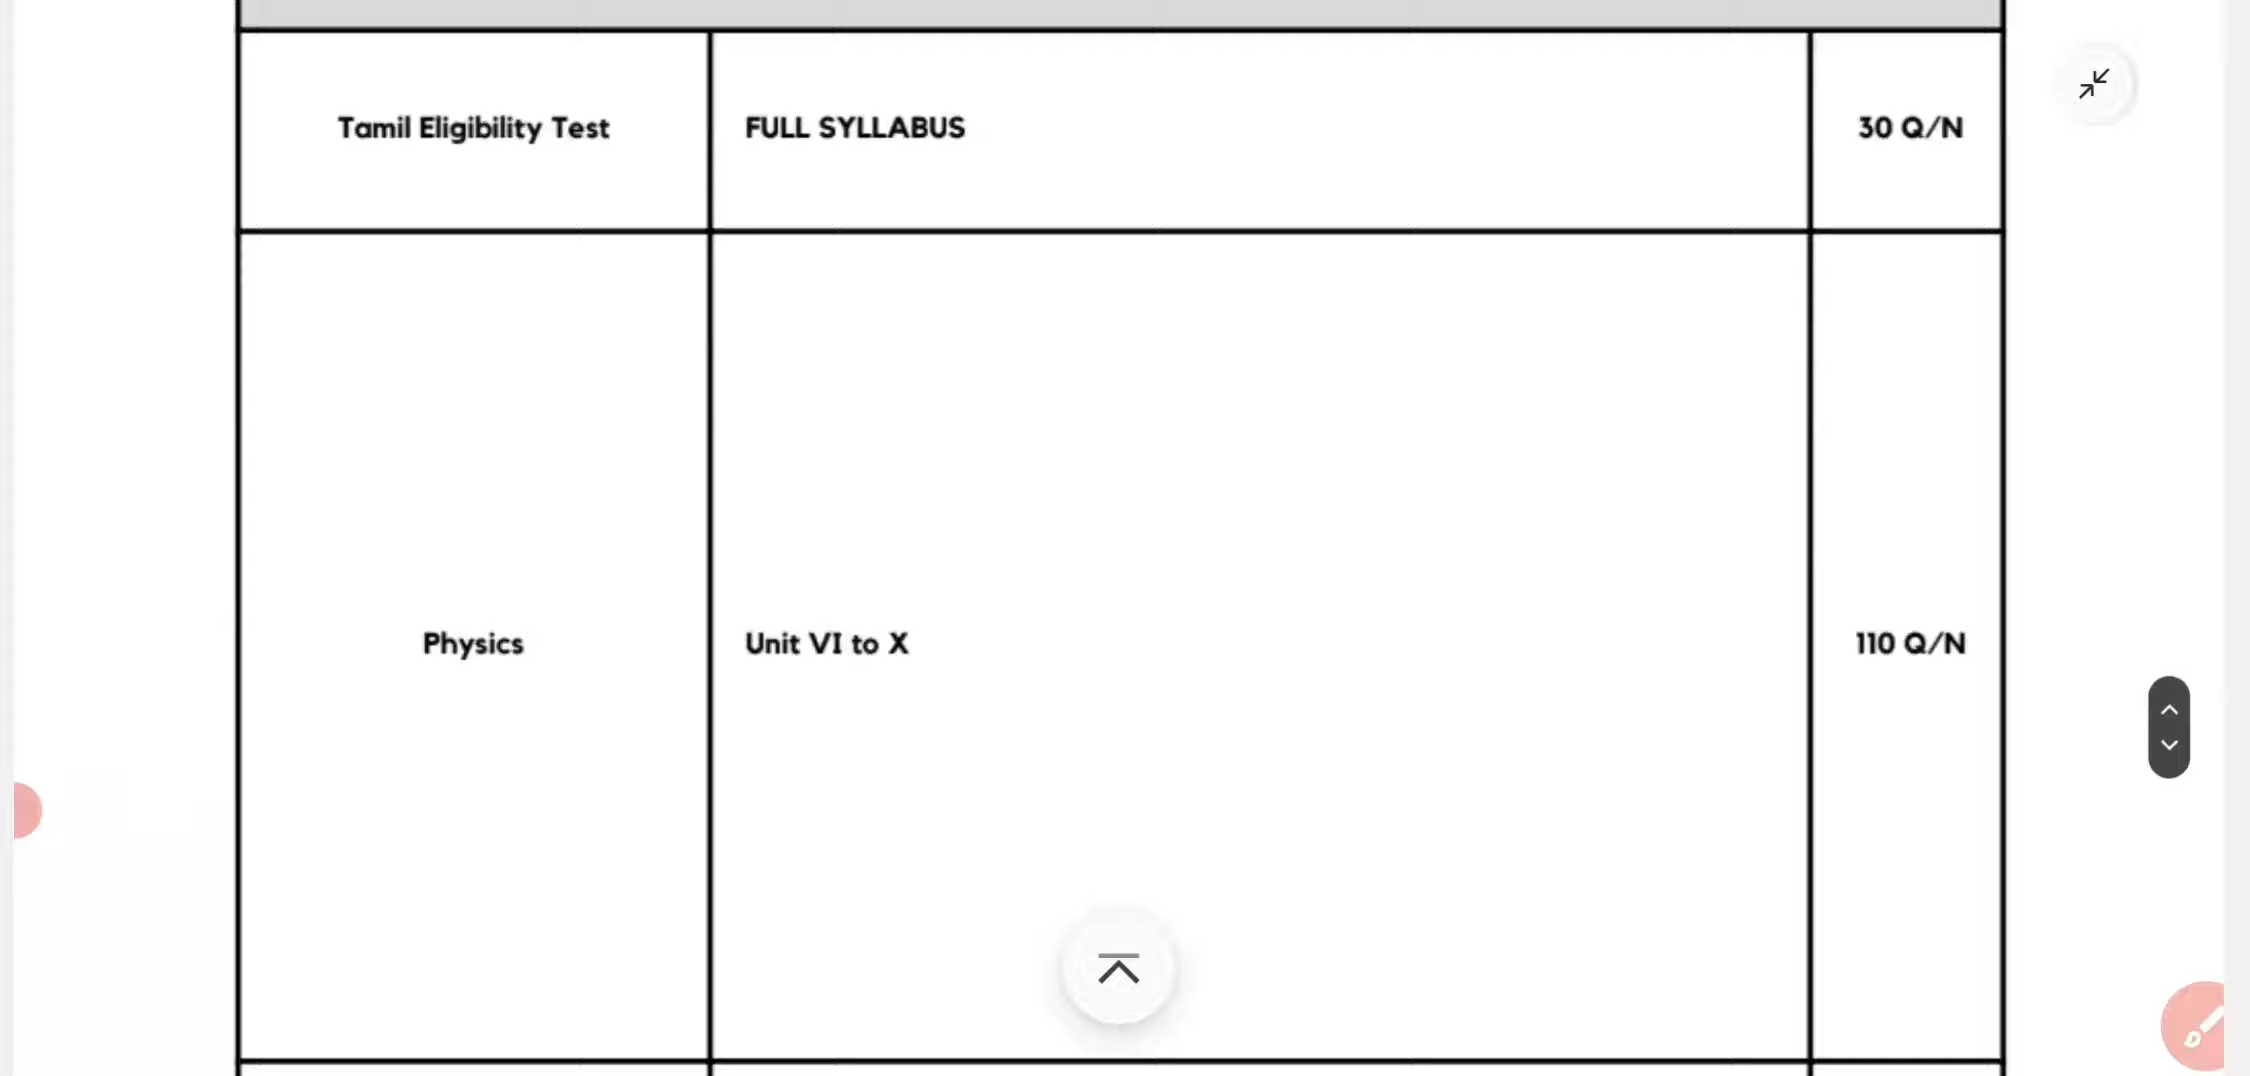 Tamil Eligibility Test
FULL SYLLABUS
30 Q/N
Physics
Unit VI to X
110 Q/N